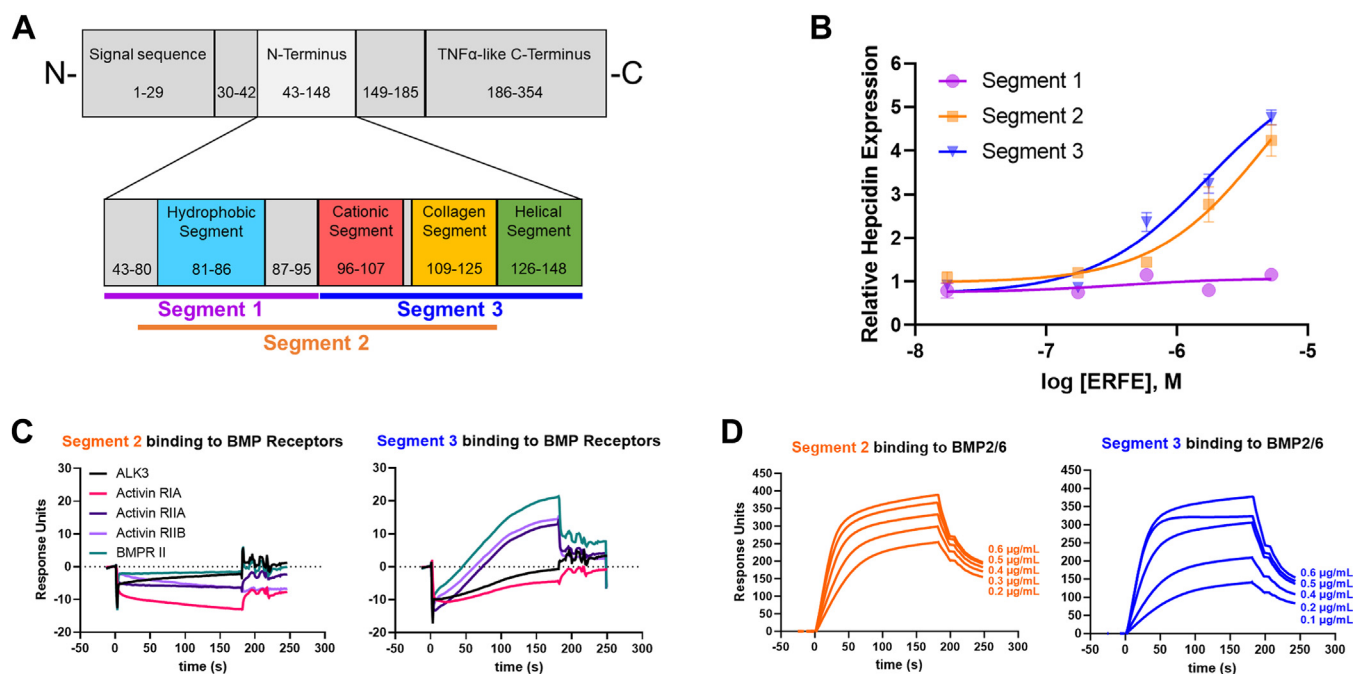 A
N-
Signal sequence
1-29
30-42
N-Terminus
43-148
149-185
TNFα-like C-Terminus
186-354
-C
43-80
Hydrophobic
Segment
81-86
87-95
Cationic
Segment
96-107
Collagen
Segment
109-125
Helical
Segment
126-148
Segment 1
Segment 3
Segment 2
B
Relative Hepcidin Expression
6
5
4
3
2
1
0
Segment 1
Segment 2
Segment 3
-8
-7
-6
-5
log [ERFE], M
C
Segment 2 binding to BMP Receptors
Response Units
30
20
10
0
-10
-20
ALK3
Activin RIA
Activin RIIA
Activin RIIB
BMPR II
-50 0 50 100 150 200 250 300
time (s)
Segment 3 binding to BMP Receptors
30
20
10
0
-10
-20
-50 0 50 100 150 200 250 300
time (s)
D
Segment 2 binding to BMP2/6
Response Units
450
400
350
300
250
200
150
100
50
0
0.6 µg/mL
0.5 µg/mL
0.4 µg/mL
0.3 µg/mL
0.2 µg/mL
-50 0 50 100 150 200 250 300
time (s)
Segment 3 binding to BMP2/6
450
400
350
300
250
200
150
100
50
0
0.6 µg/mL
0.5 µg/mL
0.4 µg/mL
0.2 µg/mL
0.1 µg/mL
-50 0 50 100 150 200 250 300
time (s)